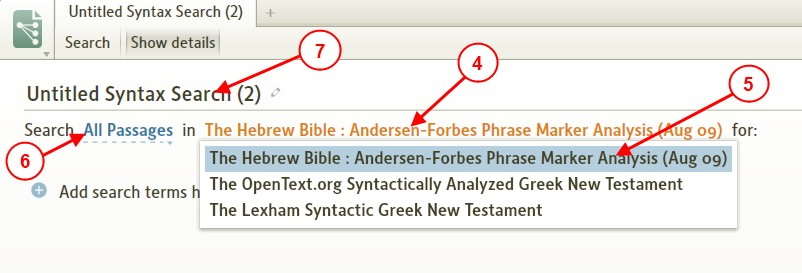 Untitled Syntax Search (2) +
Search Show details
7
4
5
Untitled Syntax Search (2)
Search All Passages in The Hebrew Bible : Andersen-Forbes Phrase Marker Analysis (Aug 09) for:
6
The Hebrew Bible : Andersen-Forbes Phrase Marker Analysis (Aug 09)
Add search terms h
The OpenText.org Syntactically Analyzed Greek New Testament
The Lexham Syntactic Greek New Testament